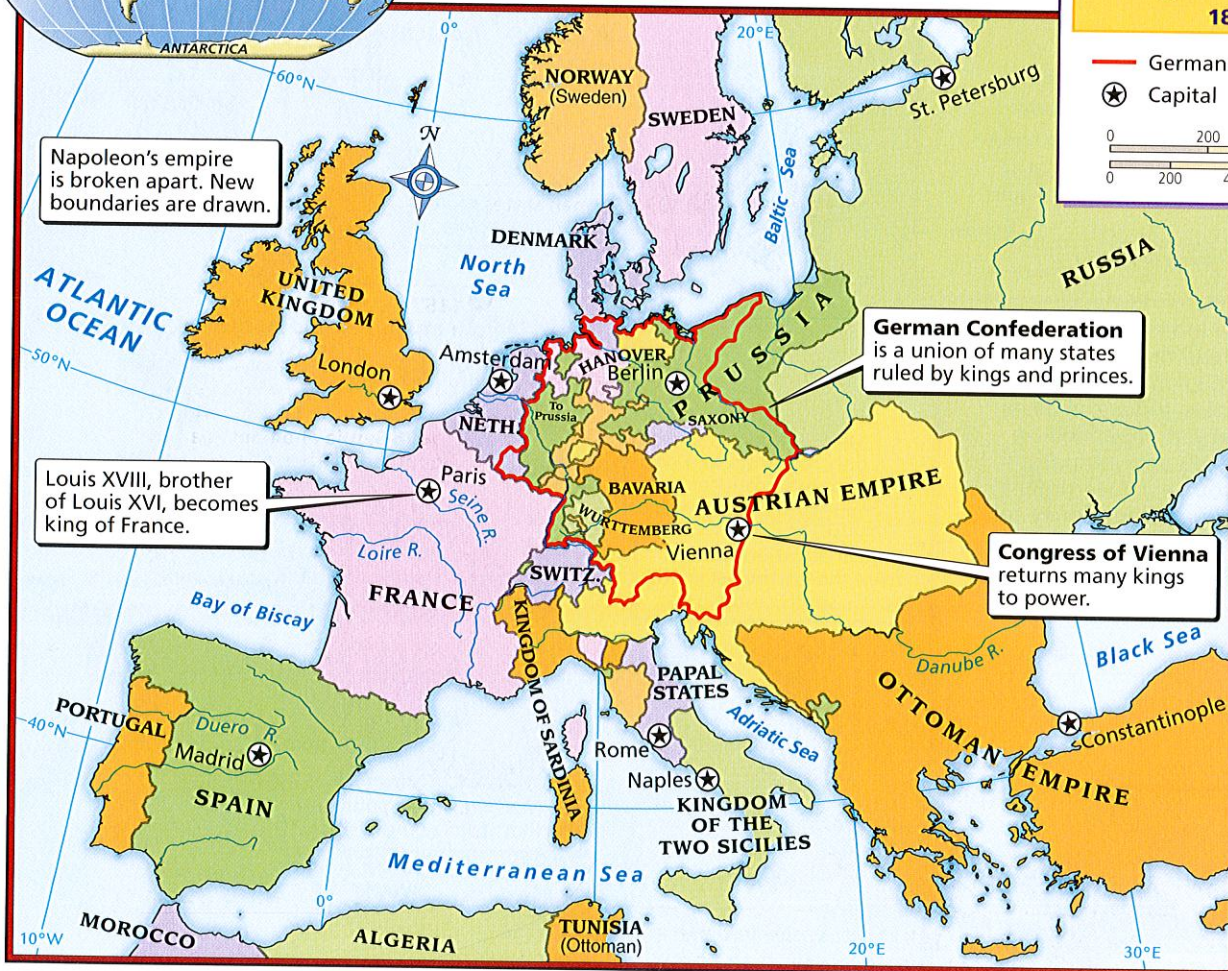 ANTARCTICA
18
German
Capital
0 200
0 200 4
0°
20°E
60°N
NORWAY
(Sweden)
SWEDEN
St. Petersburg
N
Napoleon's empire
is broken apart. New
boundaries are drawn.
Baltic Sea
DENMARK
North
Sea
RUSSIA
ATLANTIC
OCEAN
UNITED
KINGDOM
PRUSSIA
German Confederation
is a union of many states
ruled by kings and princes.
50°N
London
Amsterdam
HANOVER
Berlin
To
Prussia
SAXONY
NETH.
Louis XVIII, brother
of Louis XVI, becomes
king of France.
Paris
Seine R.
BAVARIA
AUSTRIAN EMPIRE
WURTTEMBERG
Vienna
Loire R.
SWITZ.
Congress of Vienna
returns many kings
to power.
FRANCE
Bay of Biscay
KINGDOM OF SARDINIA
Black Sea
Danube R.
PAPAL
STATES
OTTOMAN EMPIRE
40°N
PORTUGAL
Duero R.
Adriatic Sea
Constantinople
Madrid
Rome
Naples
SPAIN
KINGDOM
OF THE
TWO SICILIES
Mediterranean Sea
0°
MOROCCO
ALGERIA
TUNISIA
(Ottoman)
10°W
20°E
30°E